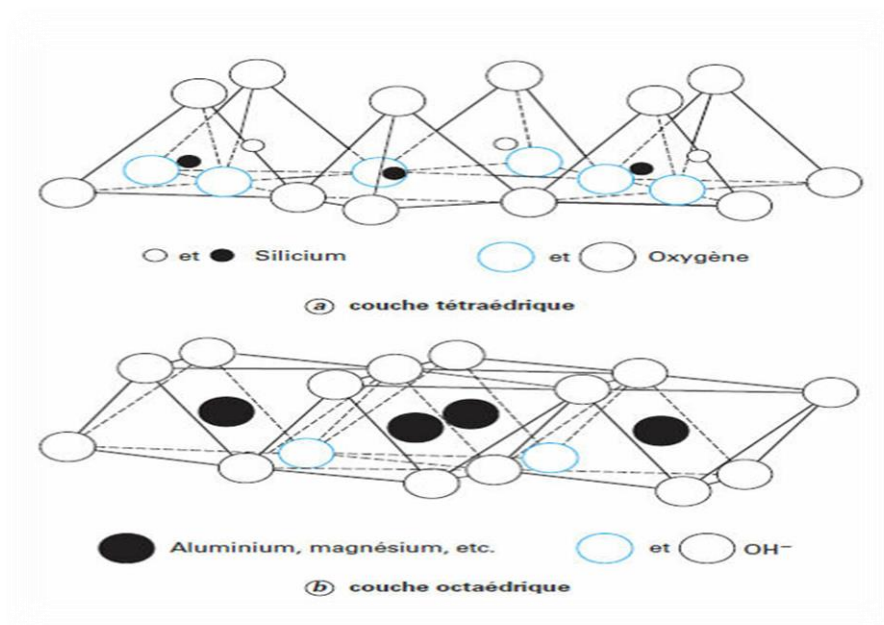 et Silicium et Oxygène
a couche tétraédrique
Aluminium, magnésium, etc. et OH⁻
b couche octaédrique